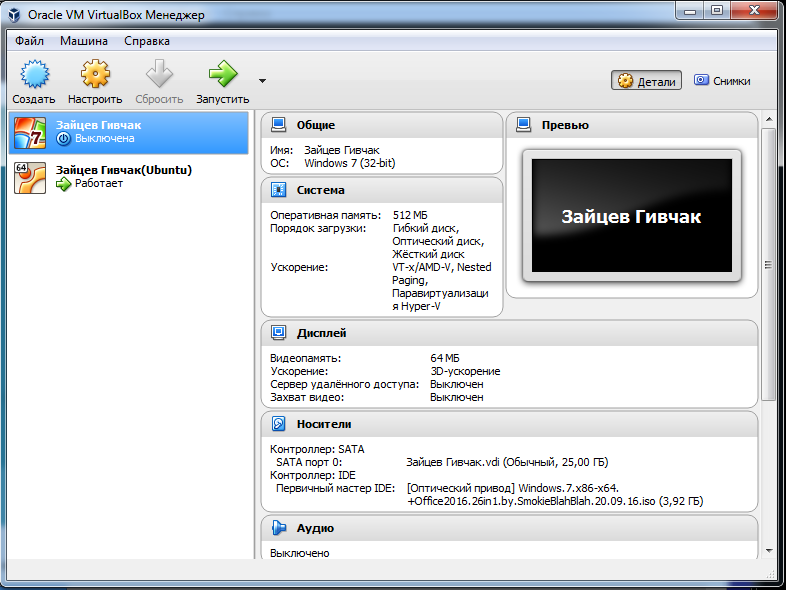 Oracle VM VirtualBox Менеджер
Файл Машина Справка
Создать Настроить Сбросить Запустить
Детали Снимки
7
Зайцев Гивчак
Выключена
64
Зайцев Гивчак(Ubuntu)
Работает
Общие
Имя: Зайцев Гивчак
ОС: Windows 7 (32-bit)
Превью
Зайцев Гивчак
Система
Оперативная память: 512 МБ
Порядок загрузки: Гибкий диск,
Оптический диск,
Жёсткий диск
Ускорение: VT-x/AMD-V, Nested
Paging,
Паравиртуализаци
я Hyper-V
Дисплей
Видеопамять: 64 МБ
Ускорение: 3D-ускорение
Сервер удалённого доступа: Выключен
Захват видео: Выключен
Носители
Контроллер: SATA
SATA порт 0: Зайцев Гивчак.vdi (Обычный, 25,00 ГБ)
Контроллер: IDE
Первичный мастер IDE: [Оптический привод] Windows.7.x86-x64.
+Office2016.26in1.by.SmokieBlahBlah.20.09.16.iso (3,92 ГБ)
Аудио
Выключено